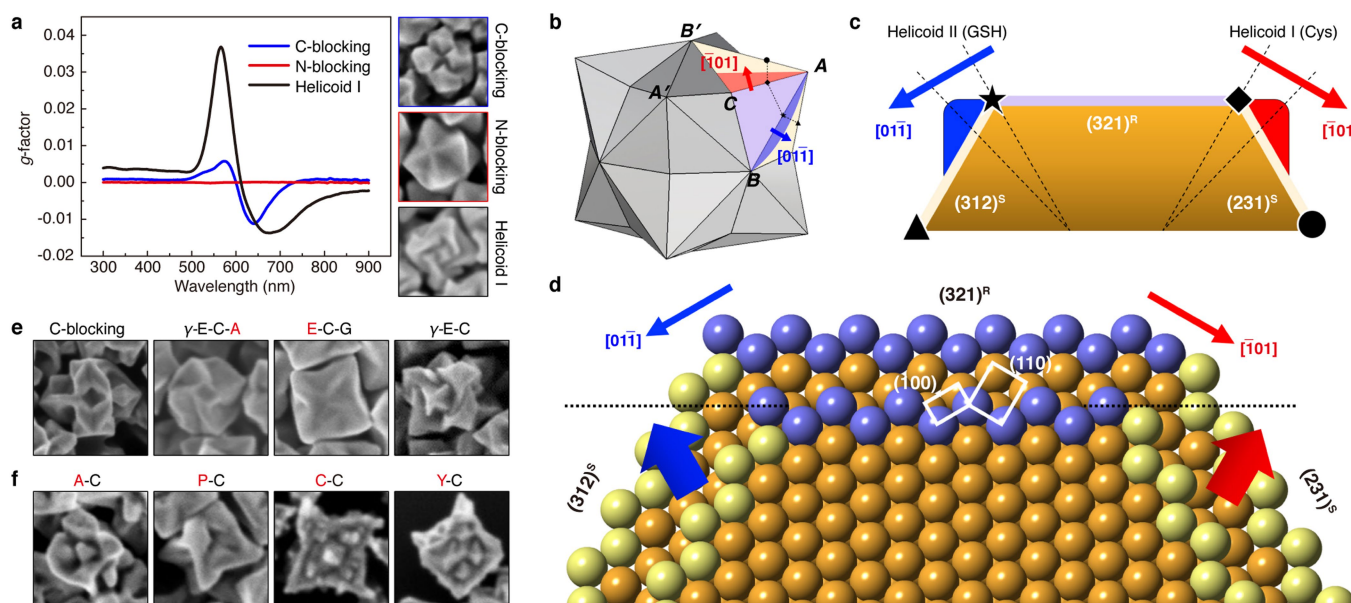 a
0.04
0.03
0.02
0.01
0.00
-0.01
-0.02
g-factor
C-blocking
N-blocking
Helicoid I
300 400 500 600 700 800 900
Wavelength (nm)
C-blocking
N-blocking
Helicoid I
b
B′
A
[1̅01]
A′
C
[011̅]
B
c
Helicoid II (GSH)
Helicoid I (Cys)
[011̅]
(321)ᴿ
[1̅01]
(312)ˢ
(231)ˢ
d
(321)ᴿ
[011̅]
[1̅01]
(110)
(100)
(312)ˢ
(231)ˢ
e
C-blocking
γ-E-C-A
E-C-G
γ-E-C
f
A-C
P-C
C-C
Y-C